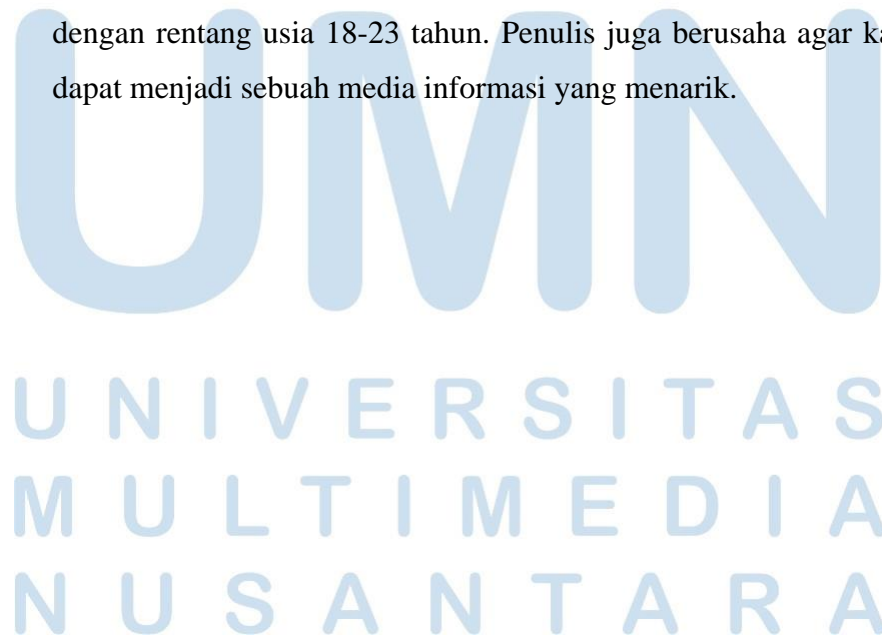 dengan rentang usia 18-23 tahun. Penulis juga berusaha agar
dapat menjadi sebuah media informasi yang menarik.
UMN
UNIVERSITAS
MULTIMEDIA
NUSANTARA